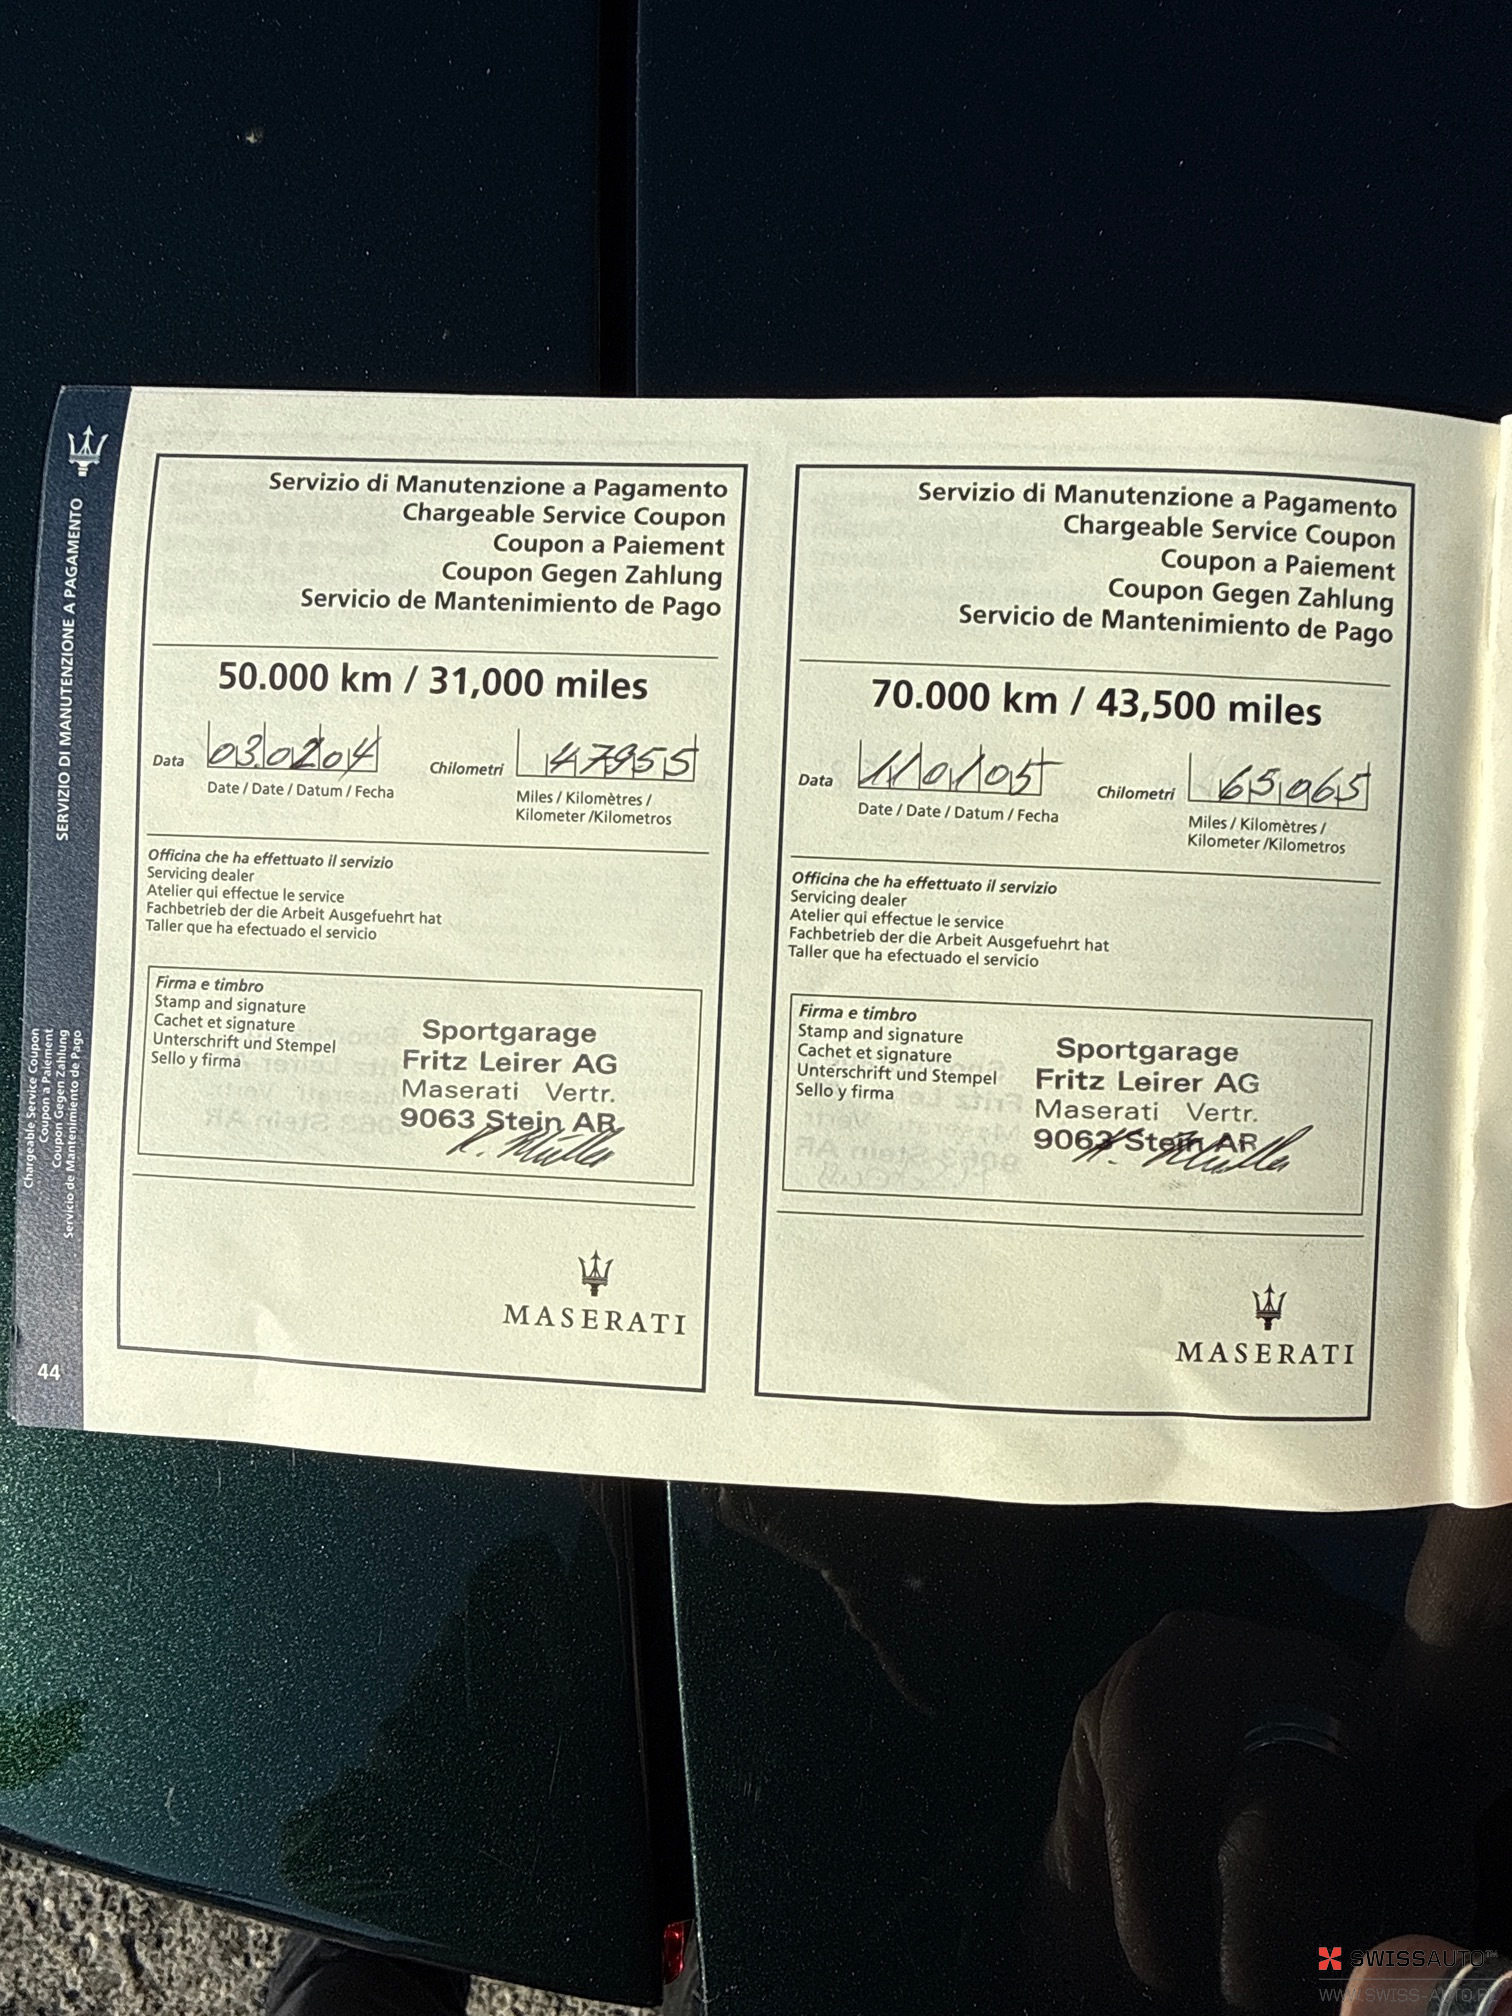 SERVIZIO DI MANUTENZIONE A PAGAMENTO
Chargeable Service Coupon
Coupon a Paiement
Coupon Gegen Zahlung
Servicio de Mantenimiento de Pago
44
Servizio di Manutenzione a Pagamento
Chargeable Service Coupon
Coupon a Paiement
Coupon Gegen Zahlung
Servicio de Mantenimiento de Pago
50.000 km / 31,000 miles
Data 030204 Chilometri 47955
Date / Date / Datum / Fecha
Miles / Kilomètres /
Kilometer /Kilometros
Officina che ha effettuato il servizio
Servicing dealer
Atelier qui effectue le service
Fachbetrieb der die Arbeit Ausgefuehrt hat
Taller que ha efectuado el servicio
Firma e timbro
Stamp and signature
Cachet et signature
Unterschrift und Stempel
Sello y firma
Sportgarage
Fritz Leirer AG
Maserati Vertr.
9063 Stein AR
MASERATI
Servizio di Manutenzione a Pagamento
Chargeable Service Coupon
Coupon a Paiement
Coupon Gegen Zahlung
Servicio de Mantenimiento de Pago
70.000 km / 43,500 miles
Data 110105 Chilometri 65065
Date / Date / Datum / Fecha
Miles / Kilomètres /
Kilometer /Kilometros
Officina che ha effettuato il servizio
Servicing dealer
Atelier qui effectue le service
Fachbetrieb der die Arbeit Ausgefuehrt hat
Taller que ha efectuado el servicio
Firma e timbro
Stamp and signature
Cachet et signature
Unterschrift und Stempel
Sello y firma
Sportgarage
Fritz Leirer AG
Maserati Vertr.
9063 Stein AR
MASERATI
SWISSAUTO™